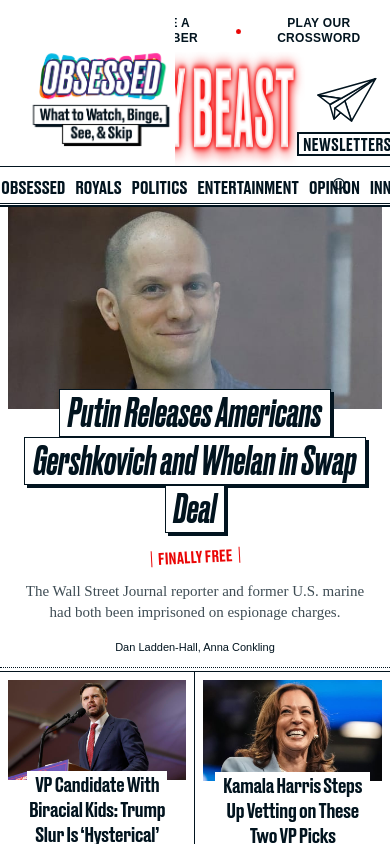 E A
BER
PLAY OUR
CROSSWORD
OBSESSED
What to Watch, Binge,
See, & Skip
Y BEAST
NEWSLETTERS
OBSESSED ROYALS POLITICS ENTERTAINMENT OPINION INN
Putin Releases Americans
Gershkovich and Whelan in Swap
Deal
FINALLY FREE
The Wall Street Journal reporter and former U.S. marine
had both been imprisoned on espionage charges.
Dan Ladden-Hall, Anna Conkling
VP Candidate With
Biracial Kids: Trump
Slur Is ‘Hysterical’
Kamala Harris Steps
Up Vetting on These
Two VP Picks